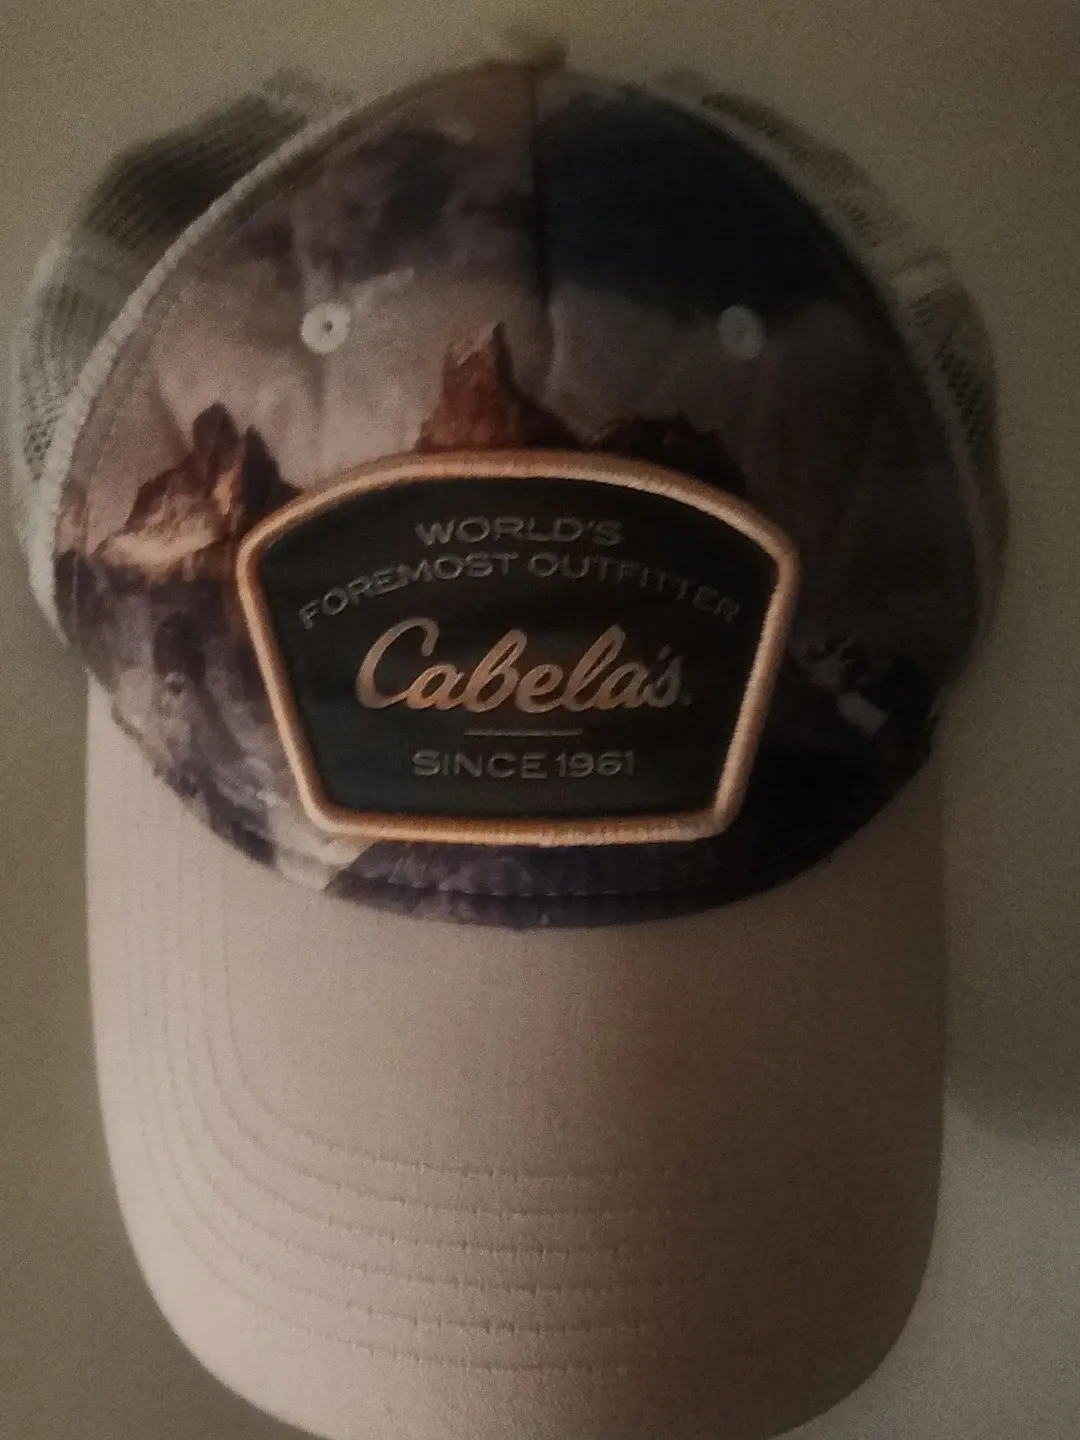 WORLD'S
FOREMOST OUTFITTER
Cabela's.
SINCE 1961